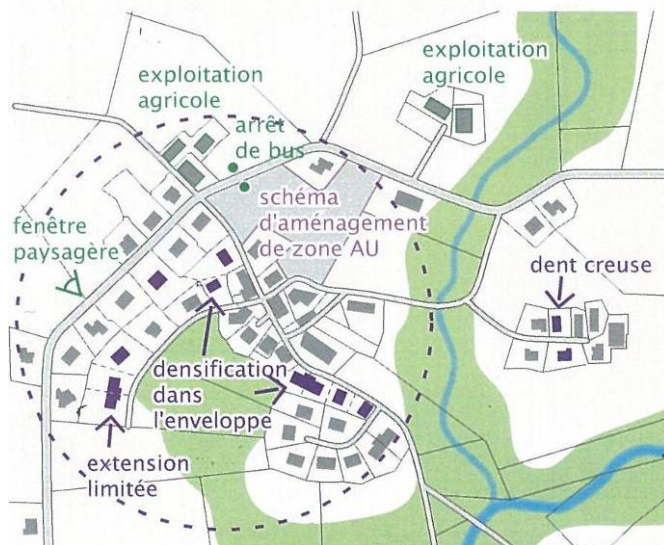 exploitation
agricole
exploitation
agricole
arrêt
de bus
schéma
d'aménagement
de zone AU
fenêtre
paysagère
dent creuse
densification
dans
l'enveloppe
extension
limitée